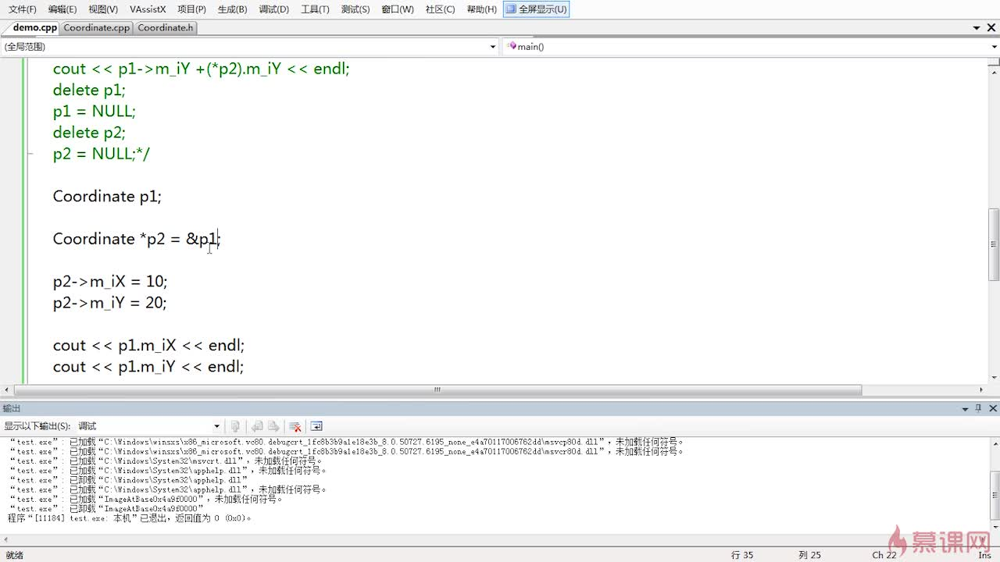 文件(F) 编辑(E) 视图(V) VAssistX 项目(P) 生成(B) 调试(D) 工具(T) 测试(S) 窗口(W) 社区(C) 帮助(H) 全屏显示(U)
demo.cpp Coordinate.cpp Coordinate.h
(全局范围) main()
cout << p1->m_iY +(*p2).m_iY << endl;
delete p1;
p1 = NULL;
delete p2;
p2 = NULL;*/
Coordinate p1;
Coordinate *p2 = &p1;
p2->m_iX = 10;
p2->m_iY = 20;
cout << p1.m_iX << endl;
cout << p1.m_iY << endl;
输出
显示以下输出(S): 调试
“test.exe”: 已加载“C:\Windows\winsxs\x86_microsoft.vc80.debugcrt_1fc8b3b9a1e18e3b_8.0.50727.6195_none_e4a70117006762dd\msvcp80d.dll”，未加载任何符号。
“test.exe”: 已加载“C:\Windows\winsxs\x86_microsoft.vc80.debugcrt_1fc8b3b9a1e18e3b_8.0.50727.6195_none_e4a70117006762dd\msvcr80d.dll”，未加载任何符号。
“test.exe”: 已加载“C:\Windows\System32\msvcrt.dll”，未加载任何符号。
“test.exe”: 已加载“C:\Windows\System32\apphelp.dll”，未加载任何符号。
“test.exe”: 已卸载“C:\Windows\System32\apphelp.dll”
“test.exe”: 已加载“C:\Windows\System32\apphelp.dll”，未加载任何符号。
“test.exe”: 已加载“ImageAtBase0x4a9f0000”，未加载任何符号。
“test.exe”: 已卸载“ImageAtBase0x4a9f0000”
程序“[11184] test.exe: 本机”已退出，返回值为 0 (0x0)。
慕课网
就绪 行 35 列 25 Ch 22 Ins